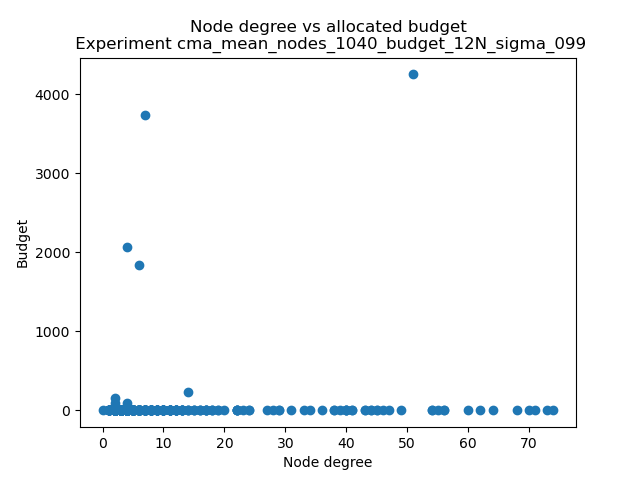 Node degree vs allocated budget
Experiment cma_mean_nodes_1040_budget_12N_sigma_099
4000
3000
2000
1000
0
Budget
0 10 20 30 40 50 60 70
Node degree